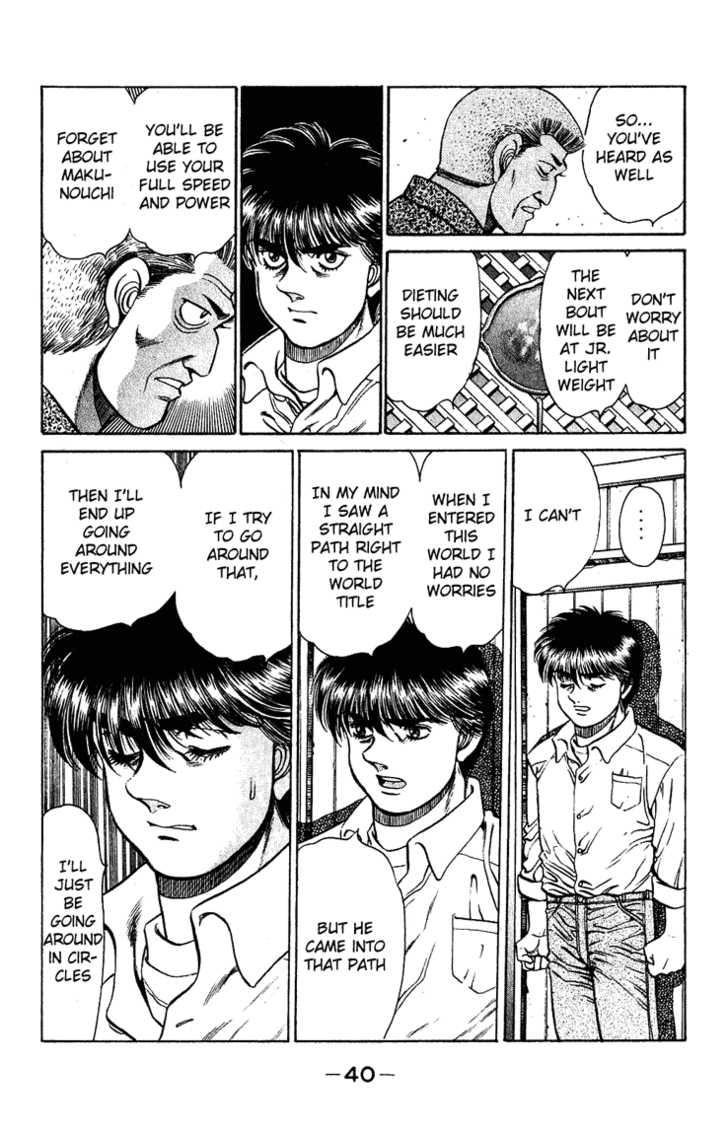 SO...
YOU'VE
HEARD AS
WELL
DON'T
WORRY
ABOUT
IT
THE
NEXT
BOUT
WILL BE
AT JR.
LIGHT
WEIGHT
DIETING
SHOULD
BE MUCH
EASIER
YOU'LL BE
ABLE TO
USE YOUR
FULL SPEED
AND POWER
FORGET
ABOUT
MAKU-
NOUCHI
....
I CAN'T
WHEN I
ENTERED
THIS
WORLD I
HAD NO
WORRIES
IN MY MIND
I SAW A
STRAIGHT
PATH RIGHT
TO THE
WORLD
TITLE
BUT HE
CAME INTO
THAT PATH
IF I TRY
TO GO
AROUND
THAT,
THEN I'LL
END UP
GOING
AROUND
EVERYTHING
I'LL
JUST
BE
GOING
AROUND
IN CIR-
CLES
-40-